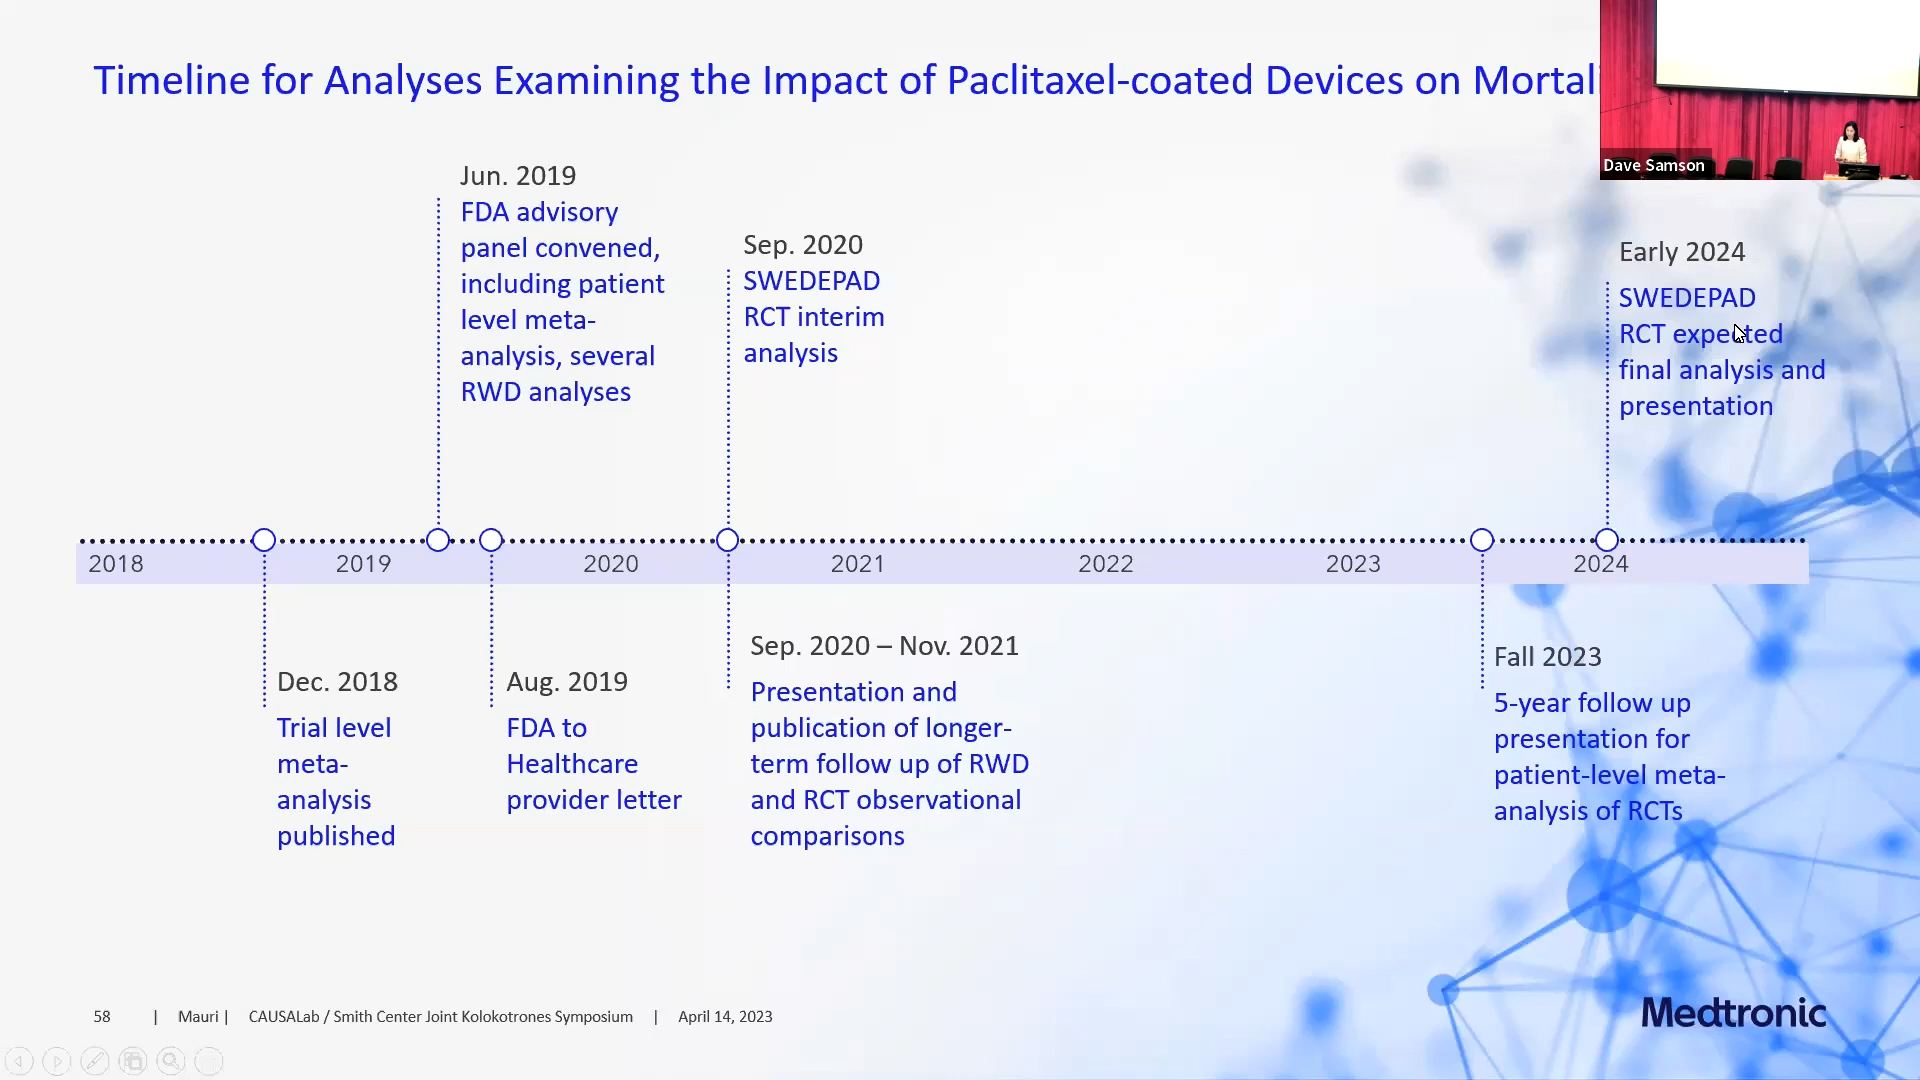 Timeline for Analyses Examining the Impact of Paclitaxel-coated Devices on Mortali
Dave Samson
Jun. 2019
FDA advisory
panel convened,
including patient
level meta-
analysis, several
RWD analyses
Sep. 2020
SWEDEPAD
RCT interim
analysis
Early 2024
SWEDEPAD
RCT expected
final analysis and
presentation
2018 2019 2020 2021 2022 2023 2024
Dec. 2018
Trial level
meta-
analysis
published
Aug. 2019
FDA to
Healthcare
provider letter
Sep. 2020 – Nov. 2021
Presentation and
publication of longer-
term follow up of RWD
and RCT observational
comparisons
Fall 2023
5-year follow up
presentation for
patient-level meta-
analysis of RCTs
58 | Mauri | CAUSALab / Smith Center Joint Kolokotrones Symposium | April 14, 2023
Medtronic